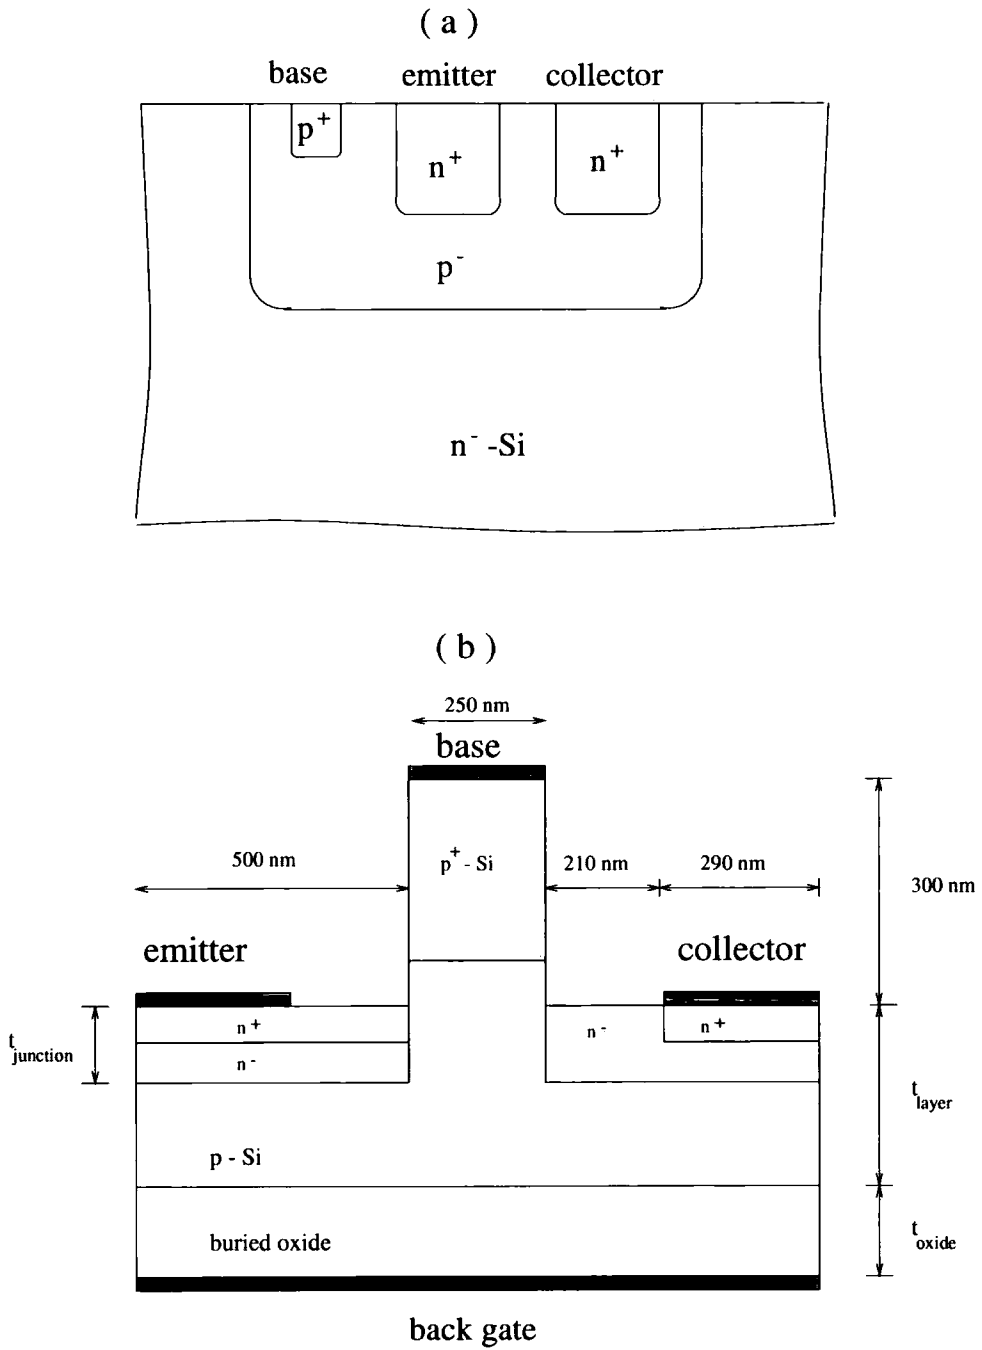 ( a )
base emitter collector
p+
n+ n+
p-
n- -Si
( b )
250 nm
base
500 nm p+ - Si 210 nm 290 nm 300 nm
emitter collector
n+ n- n+
t junction
n-
t layer
p - Si
t oxide
buried oxide
back gate